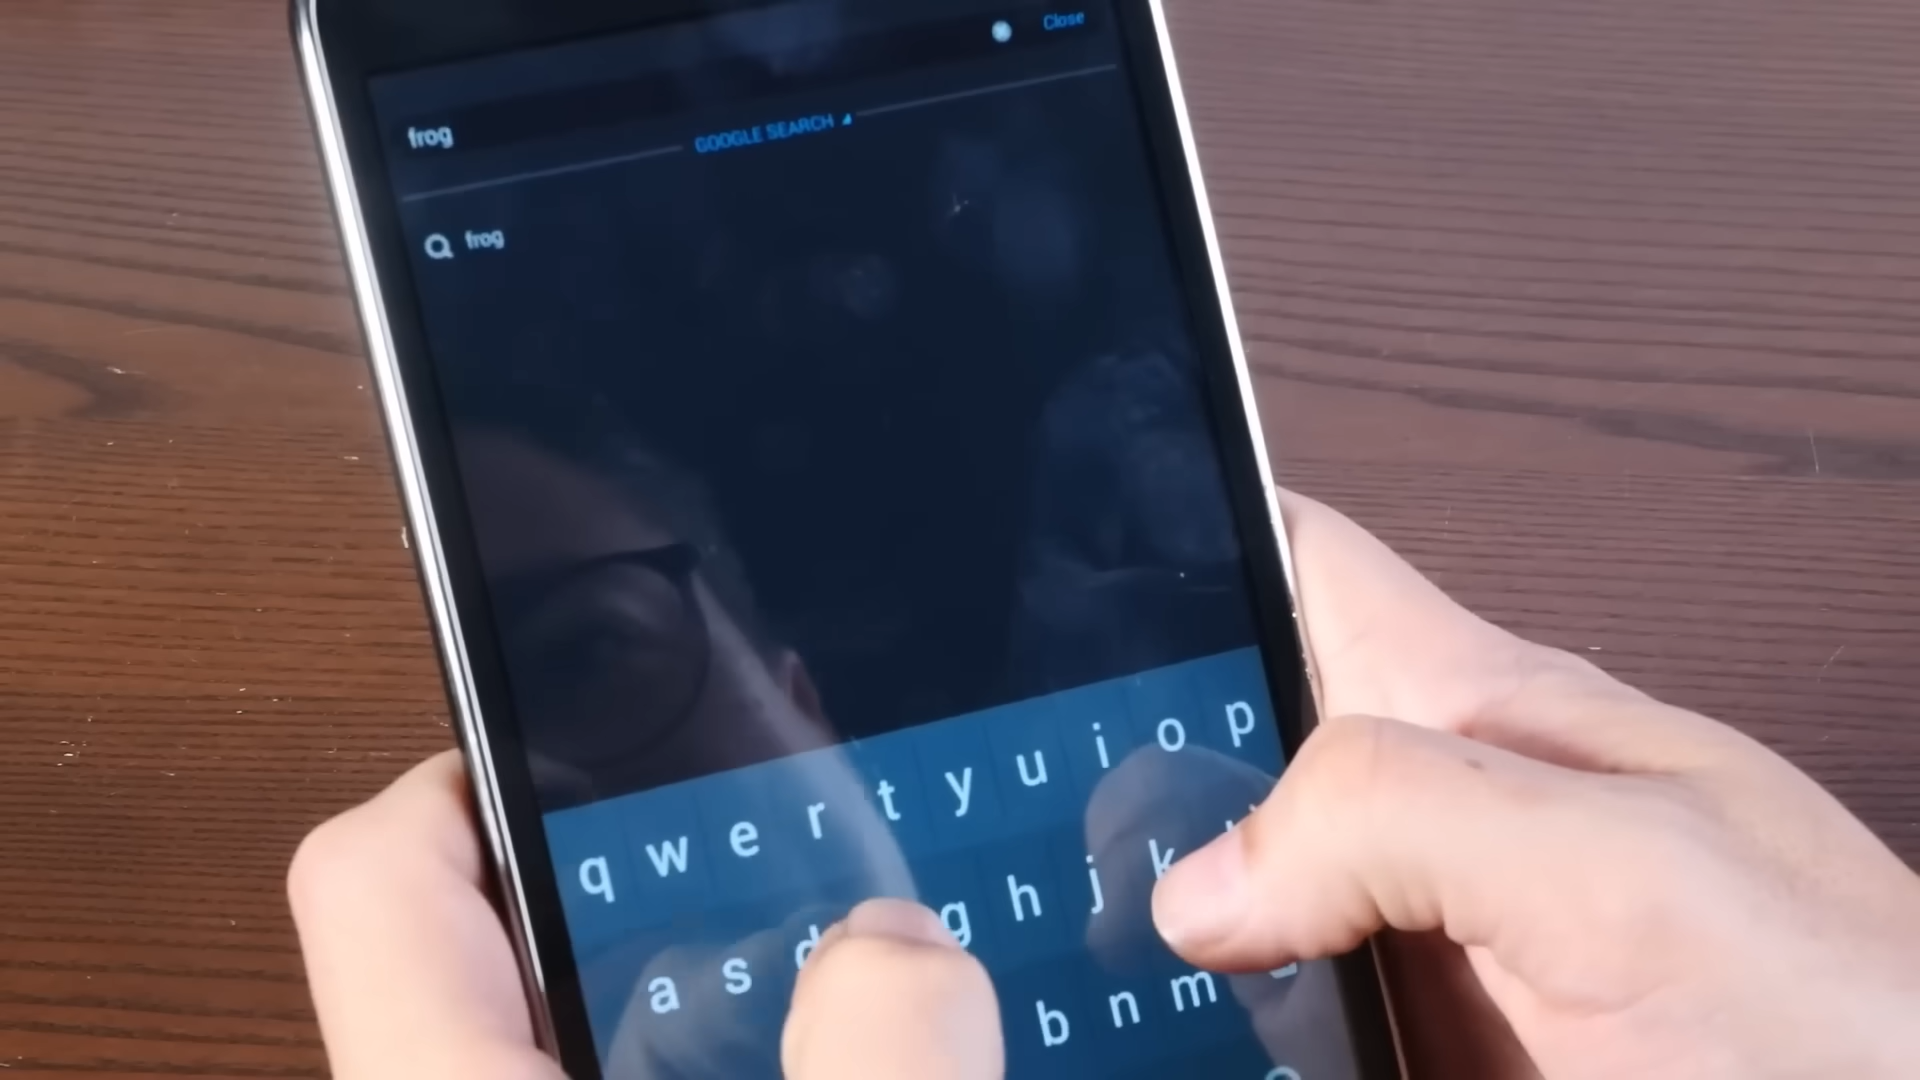 Close
frog
GOOGLE SEARCH
frog
q w e r t y u i o p
a s d g h j k
b n m